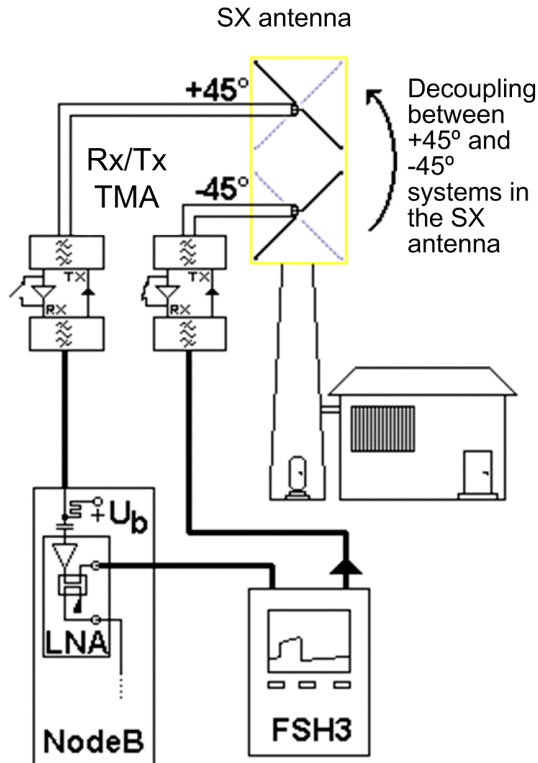 SX antenna
+45°
Rx/Tx
TMA
-45°
Decoupling
between
+45º and
-45º
systems in
the SX
antenna
TX
RX
TX
RX
+Ub
LNA
NodeB
FSH3